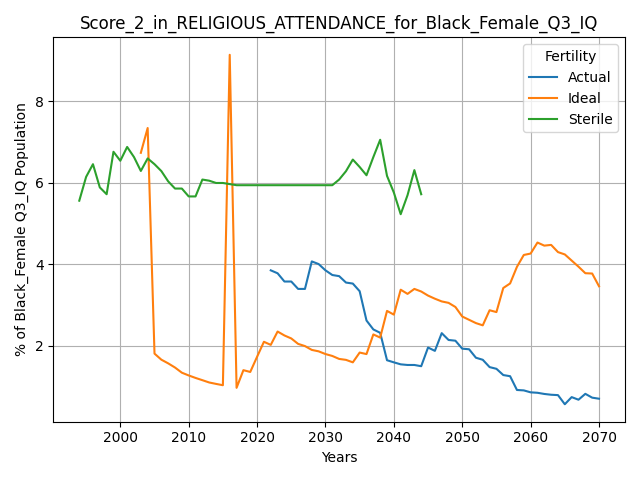 Score_2_in_RELIGIOUS_ATTENDANCE_for_Black_Female_Q3_IQ
Fertility
Actual
Ideal
Sterile
% of Black_Female Q3_IQ Population
8
6
4
2
2000 2010 2020 2030 2040 2050 2060 2070
Years